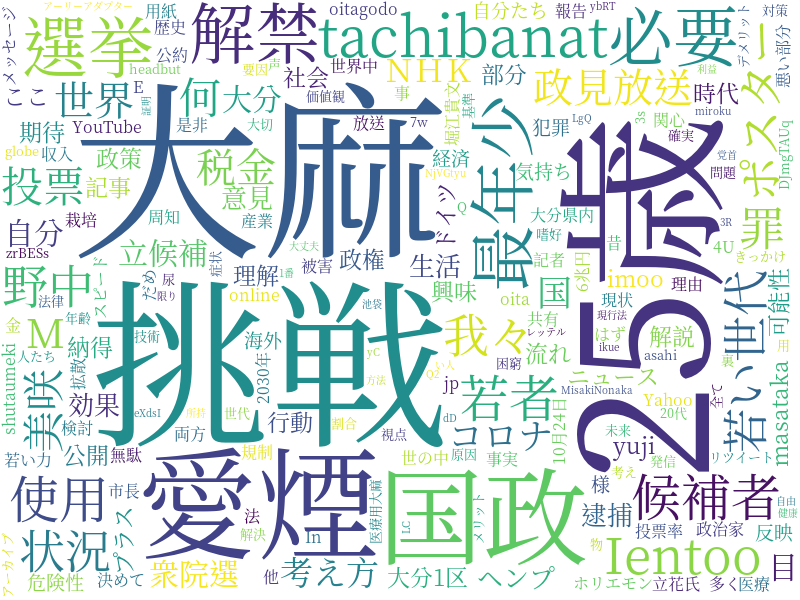 アーリーアダプター
用紙
歴史
oitagodo
自分たち
報告
ybRT
対策
メッセージ
選挙
解禁
tachibanat
必要
公約
E
社会
世界中
デメリット
悪い部分
ここ
headbut
要因
声
NHK
部分
政見放送
ポスター
世界
何
大分
価値観
事
堀江貴文
基準
LgQ
利益
miroku
時代
証明
期待
YouTube
是非
大切
放送
7w
犯罪
関心
確実
DJmgTAUq
globe
収入
大麻
最年少
25歳
3s
党首
政策
税金
経済
気持ち
問題
投票
記事
意見
NjVGtyu
Q
ドイツ
大分県内
罪
栽培
周知
産業
嗜好
昔
3R
自分
立候補
大丈夫
被害
政権
生活
記者
6兆円
4U
きっかけ
zrBESs
スピード
だめ
尿
症状
1番
理解
興味
imoo
理由
若い世代
可能性
野中
法律
限り
online
oita
国
現状
現行法
金
年齢
M
挑戦
池袋
我々
共有
レッテル
はず
解説
用
人たち
拡散
納得
技術
海外
2030年
yC
い人
流れ
ikue
asahi
裏
shutaumeki
美咲
eXdsI
所持
方法
O3
jp
若者
困窮
ニュース
MisakiNonaka
全て
masataka
効果
世代
割合
dD
Yahoo
20代
検討
行動
視点
コロナ
10月24日
yuji
未来
発信
リツイート
若い力
公開
無駄
両方
規制
世の中
原因
事実
考え
使用
市長
愛煙
医療用大麻
国政
LC
メリット
様
候補者
自由
健康
法
解決
逮捕
投票率
政治家
反映
アーカイブ
状況
プラス
In
物
Ientoo
目
危険性
決めて
衆院選
他
考え方
大分1区
ヘンプ
ホリエモン
立花氏
多く
医療